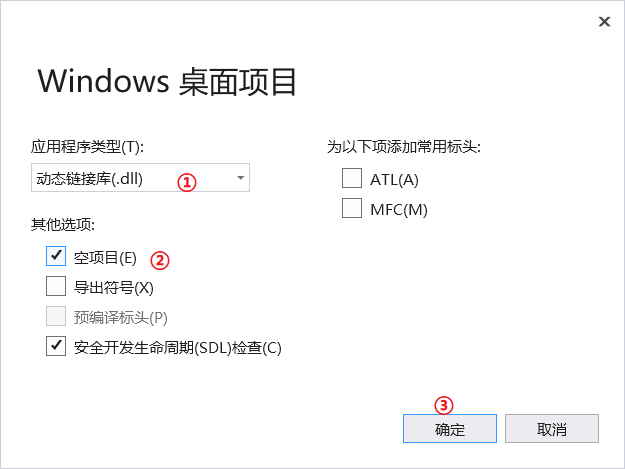 Windows 桌面项目
应用程序类型(T):
动态链接库(.dll) ①
其他选项:
空项目(E) ②
导出符号(X)
预编译标头(P)
安全开发生命周期(SDL)检查(C)
为以下项添加常用标头:
ATL(A)
MFC(M)
③
确定 取消